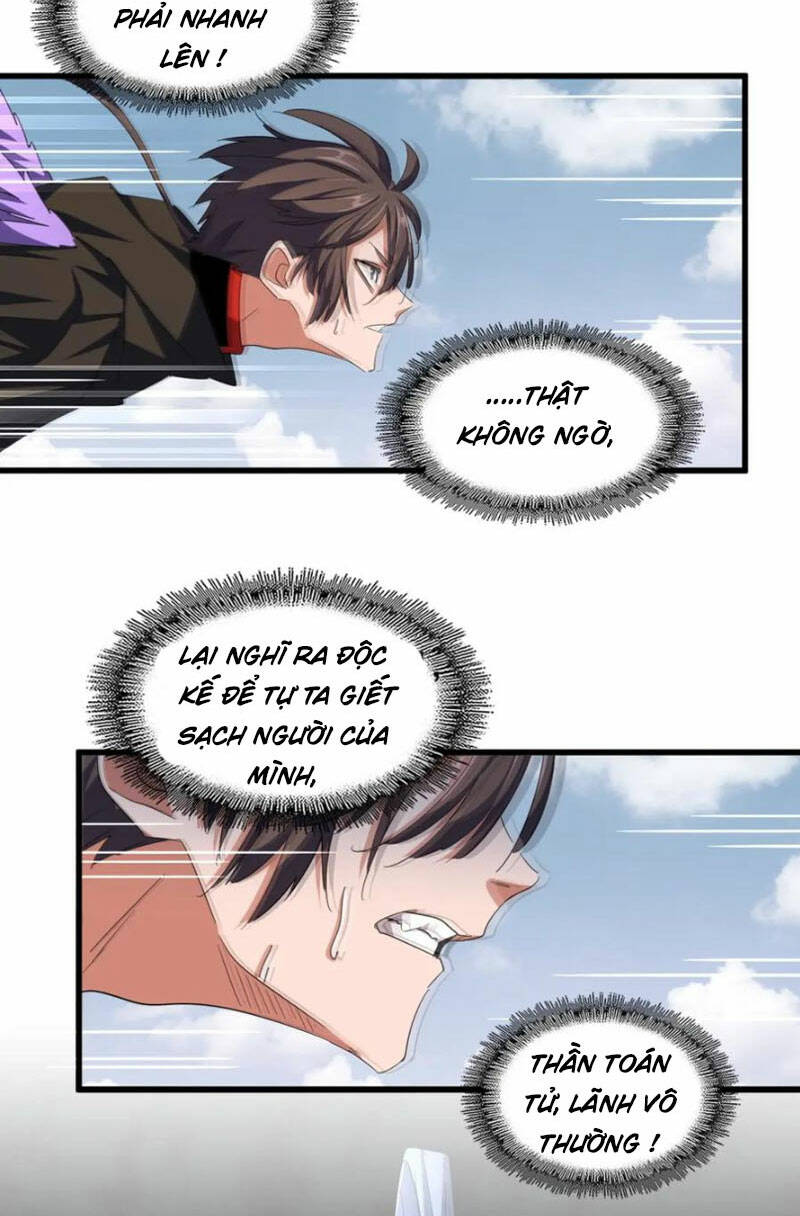 PHẢI NHANH
LÊN !
.....THẬT
KHÔNG NGỜ,
LẠI NGHĨ RA ĐỘC
KẾ ĐỂ TỰ TA GIẾT
SẠCH NGƯỜI CỦA
MÌNH,
THẦN TOÁN
TỬ, LÃNH VÔ
THƯỜNG !